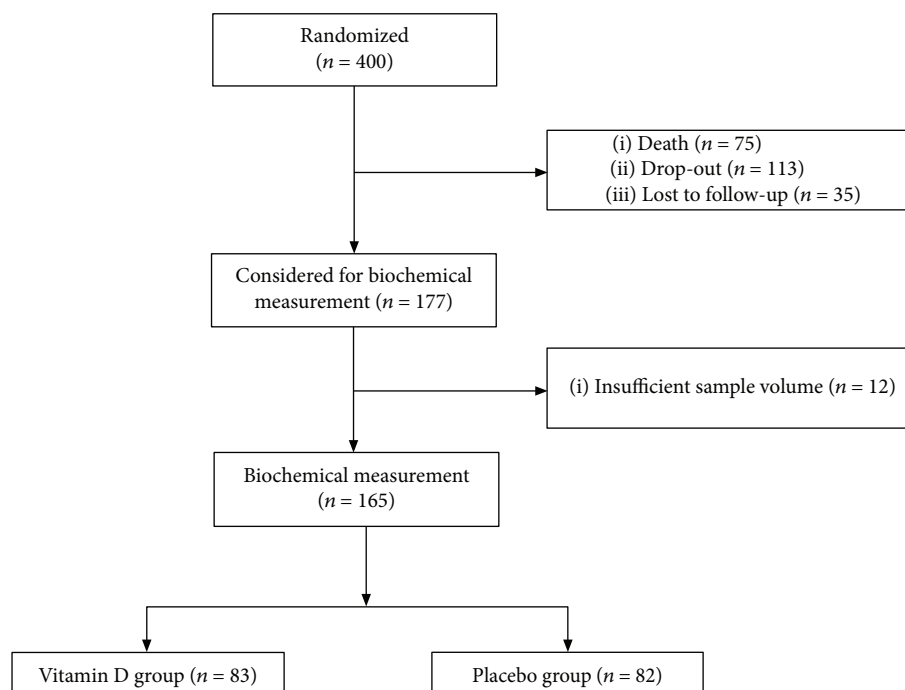 Randomized
(n = 400)
(i) Death (n = 75)
(ii) Drop-out (n = 113)
(iii) Lost to follow-up (n = 35)
Considered for biochemical
measurement (n = 177)
(i) Insufficient sample volume (n = 12)
Biochemical measurement
(n = 165)
Vitamin D group (n = 83)
Placebo group (n = 82)